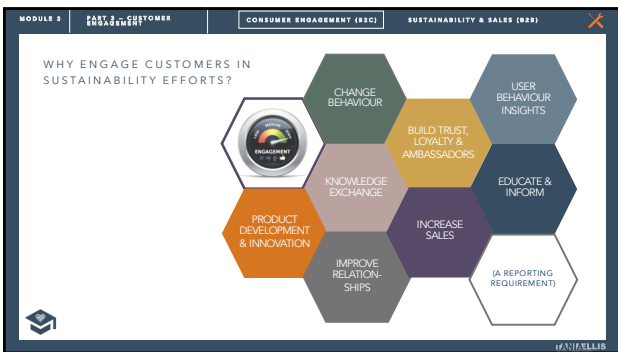 MODULE 3
PART 3 – CUSTOMER
ENGAGEMENT
CONSUMER ENGAGEMENT (B2C)
SUSTAINABILITY & SALES (B2B)
WHY ENGAGE CUSTOMERS IN
SUSTAINABILITY EFFORTS?
CHANGE
BEHAVIOUR
USER
BEHAVIOUR
INSIGHTS
BUILD TRUST,
LOYALTY &
AMBASSADORS
ENGAGEMENT
KNOWLEDGE
EXCHANGE
EDUCATE &
INFORM
PRODUCT
DEVELOPMENT
& INNOVATION
INCREASE
SALES
IMPROVE
RELATION-
SHIPS
(A REPORTING
REQUIREMENT)
TANIAELLIS